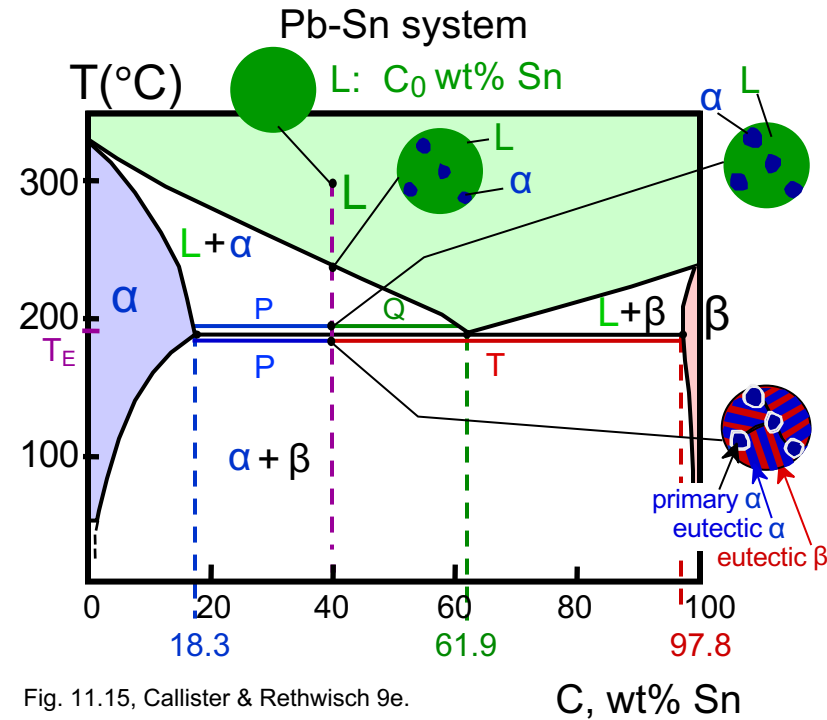 Pb-Sn system
T(°C)
L: C₀ wt% Sn
L
α
L
α
300
L
L+α
α
P
Q
L+β
β
200
T_E
P
T
100
α + β
primary α
eutectic α
eutectic β
0 20 40 60 80 100
18.3 61.9 97.8
Fig. 11.15, Callister & Rethwisch 9e.
C, wt% Sn